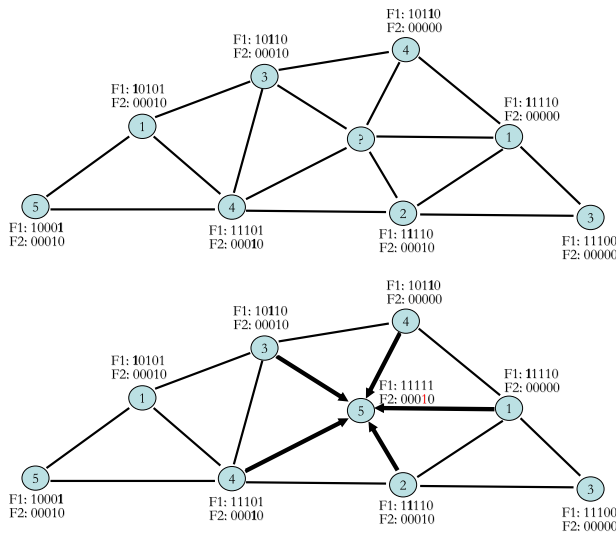 F1: 10110
F2: 00000
4
F1: 10110
F2: 00010
3
F1: 10101
F2: 00010
1
F1: 11110
F2: 00000
1
?
5
F1: 10001
F2: 00010
4
F1: 11101
F2: 00010
2
F1: 11110
F2: 00010
3
F1: 11100
F2: 00000
F1: 10110
F2: 00000
4
F1: 10110
F2: 00010
3
F1: 10101
F2: 00010
1
F1: 11110
F2: 00000
1
F1: 11111
F2: 00010
5
5
F1: 10001
F2: 00010
4
F1: 11101
F2: 00010
2
F1: 11110
F2: 00010
3
F1: 11100
F2: 00000